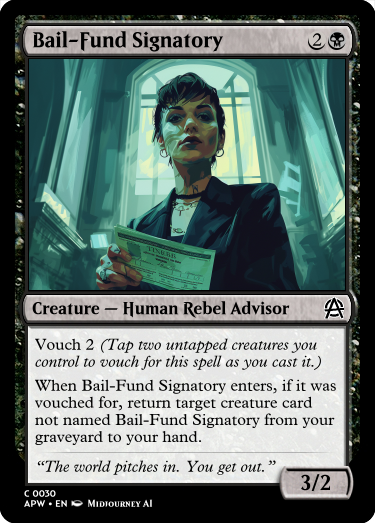 Bail-Fund Signatory 2
Creature — Human Rebel Advisor
Vouch 2 (Tap two untapped creatures you
control to vouch for this spell as you cast it.)
When Bail-Fund Signatory enters, if it was
vouched for, return target creature card
not named Bail-Fund Signatory from your
graveyard to your hand.
“The world pitches in. You get out.”
3/2
C 0030
APW • EN Midjourney AI